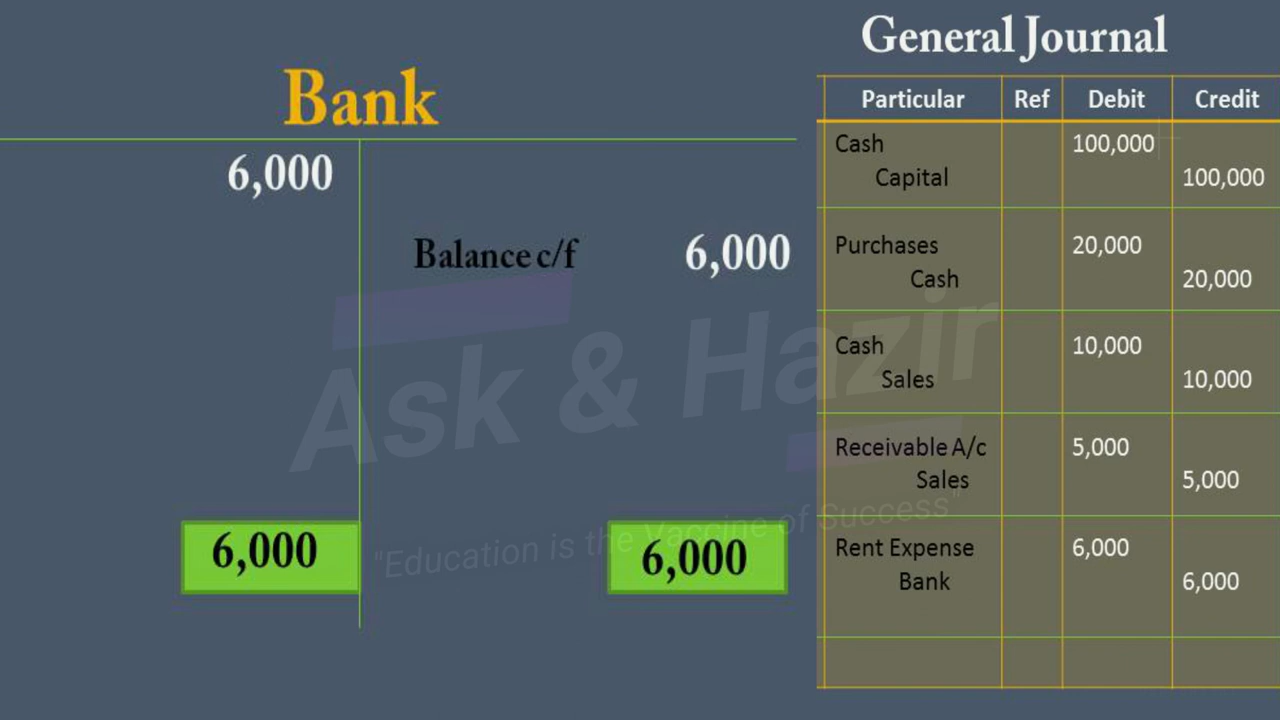 Bank
6,000
Balance c/f 6,000
6,000 6,000
General Journal
Particular Ref Debit Credit
Cash 100,000
Capital 100,000
Purchases 20,000
Cash 20,000
Cash 10,000
Sales 10,000
Receivable A/c 5,000
Sales 5,000
Rent Expense 6,000
Bank 6,000
Ask & Hazir
"Education is the Vaccine of Success"